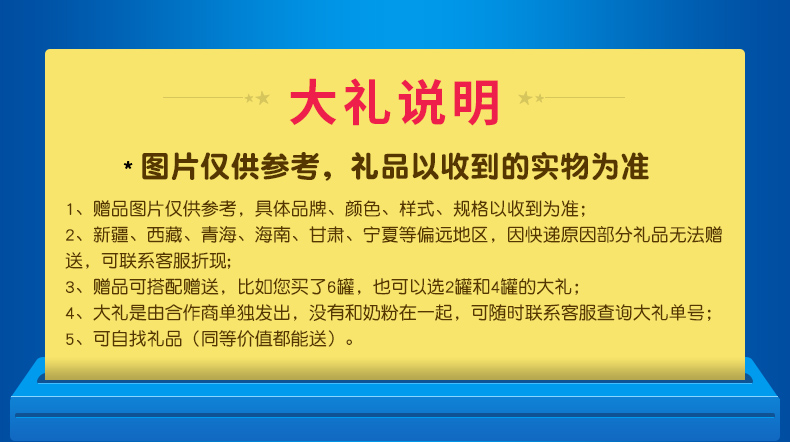 大礼说明
* 图片仅供参考，礼品以收到的实物为准
1、赠品图片仅供参考，具体品牌、颜色、样式、规格以收到为准；
2、新疆、西藏、青海、海南、甘肃、宁夏等偏远地区，因快递原因部分礼品无法赠
送，可联系客服折现;
3、赠品可搭配赠送，比如您买了6罐，也可以选2罐和4罐的大礼；
4、大礼是由合作商单独发出，没有和奶粉在一起，可随时联系客服查询大礼单号；
5、可自找礼品（同等价值都能送）。